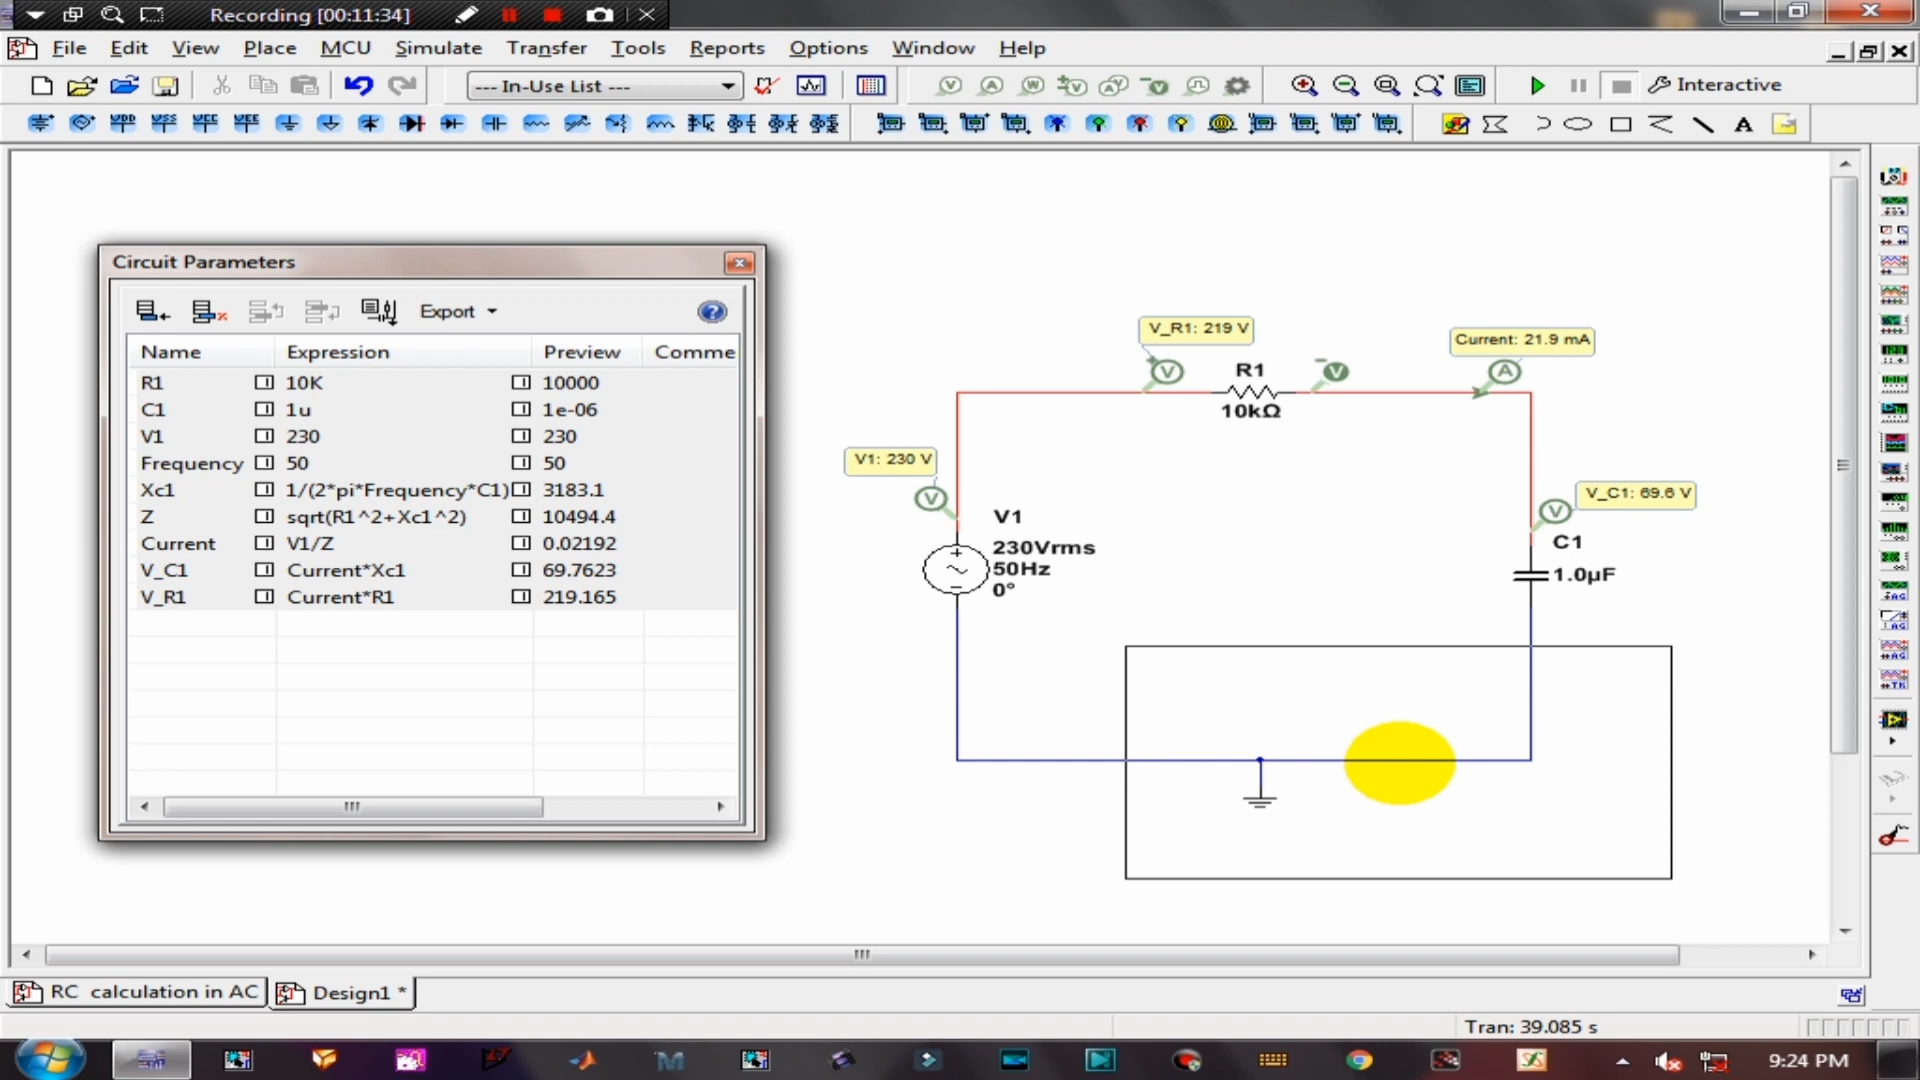 Recording [00:11:34]
File Edit View Place MCU Simulate Transfer Tools Reports Options Window Help
--- In-Use List --- Interactive
Circuit Parameters
Export
Name Expression Preview Comme
R1 10K 10000
C1 1u 1e-06
V1 230 230
Frequency 50 50
Xc1 1/(2*pi*Frequency*C1) 3183.1
Z sqrt(R1^2+Xc1^2) 10494.4
Current V1/Z 0.02192
V_C1 Current*Xc1 69.7623
V_R1 Current*R1 219.165
V_R1: 219 V
Current: 21.9 mA
R1
10kΩ
V1: 230 V
V_C1: 69.6 V
V1
230Vrms
50Hz
0°
C1
1.0µF
RC calculation in AC Design1 *
Tran: 39.085 s
9:24 PM